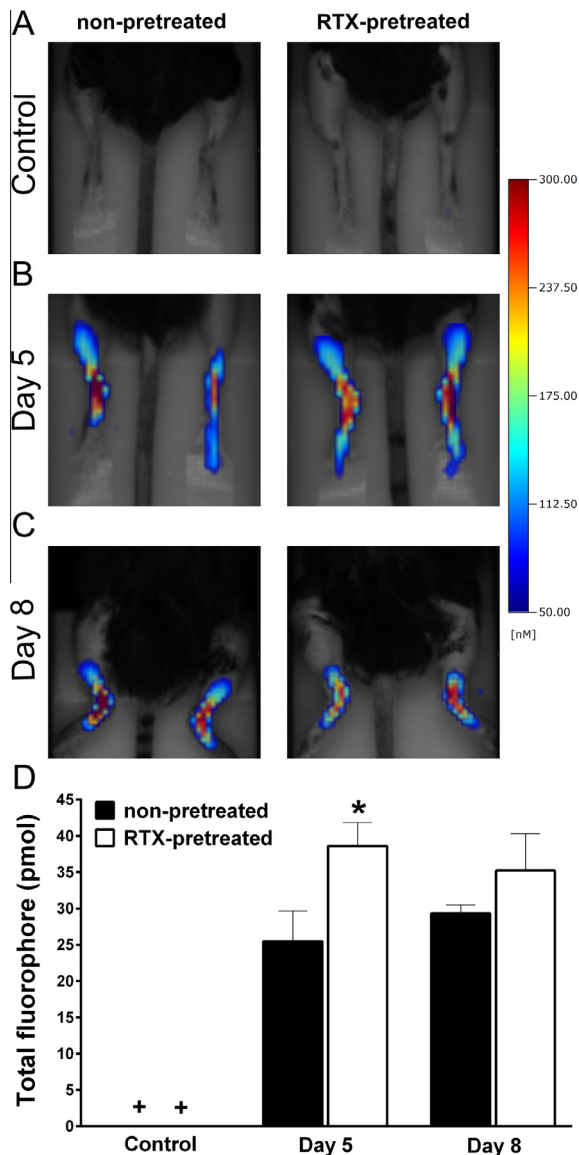 A
non-pretreated
RTX-pretreated
Control
B
Day 5
C
Day 8
300.00
237.50
175.00
112.50
50.00
[nM]
D
Total fluorophore (pmol)
45
40
35
30
25
20
15
10
5
0
non-pretreated
RTX-pretreated
*
+ +
Control Day 5 Day 8